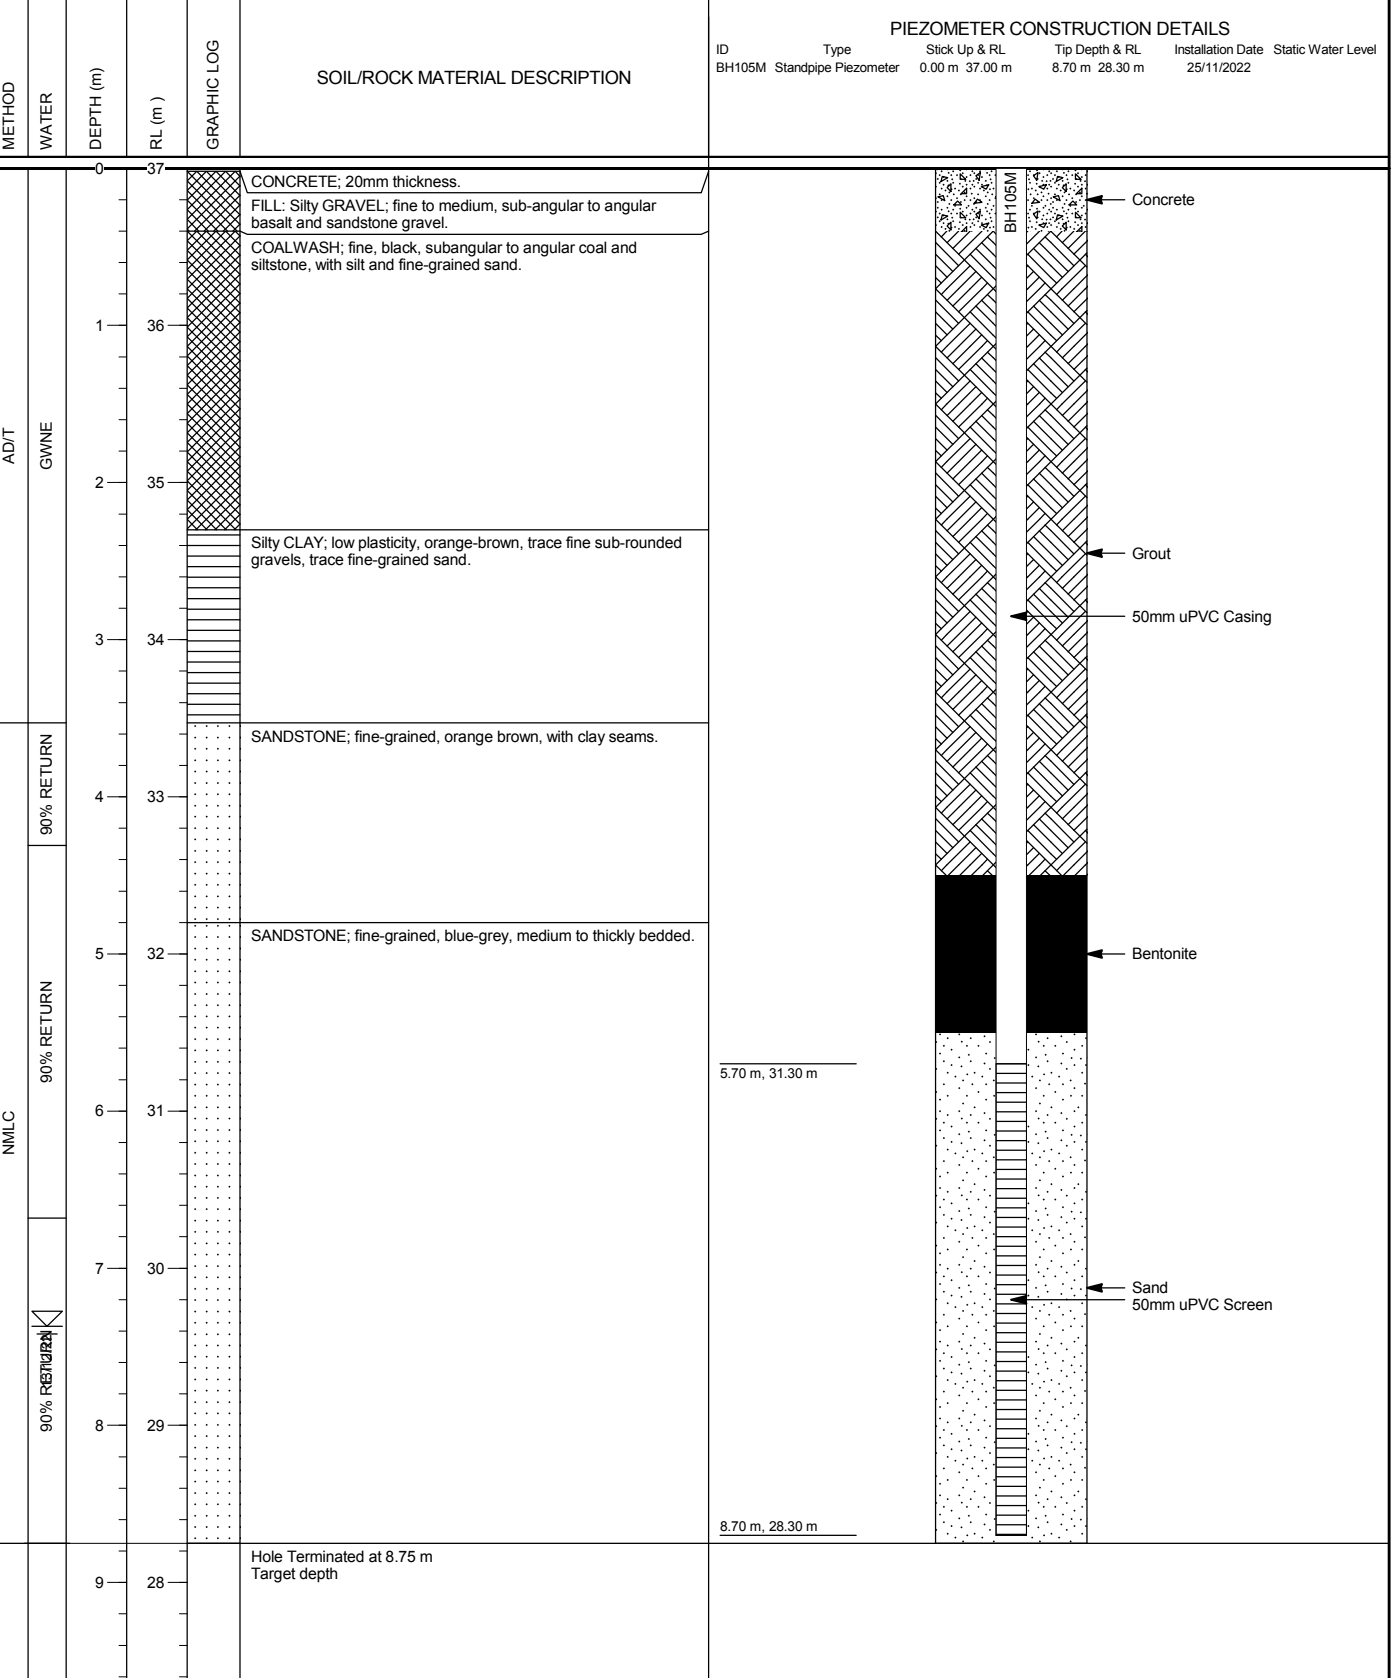 PIEZOMETER CONSTRUCTION DETAILS
ID Type Stick Up & RL Tip Depth & RL Installation Date Static Water Level
BH105M Standpipe Piezometer 0.00 m 37.00 m 8.70 m 28.30 m 25/11/2022
METHOD
WATER
DEPTH (m)
RL (m )
GRAPHIC LOG
SOIL/ROCK MATERIAL DESCRIPTION
0 37
CONCRETE; 20mm thickness.
FILL: Silty GRAVEL; fine to medium, sub-angular to angular
basalt and sandstone gravel.
COALWASH; fine, black, subangular to angular coal and
siltstone, with silt and fine-grained sand.
BH105M
Concrete
1 36
AD/T
GWNE
2 35
Silty CLAY; low plasticity, orange-brown, trace fine sub-rounded
gravels, trace fine-grained sand.
Grout
50mm uPVC Casing
3 34
SANDSTONE; fine-grained, orange brown, with clay seams.
90% RETURN
4 33
SANDSTONE; fine-grained, blue-grey, medium to thickly bedded.
5 32
Bentonite
90% RETURN
5.70 m, 31.30 m
6 31
NMLC
7 30
Sand
50mm uPVC Screen
90% RETURN
8 29
8.70 m, 28.30 m
Hole Terminated at 8.75 m
Target depth
9 28